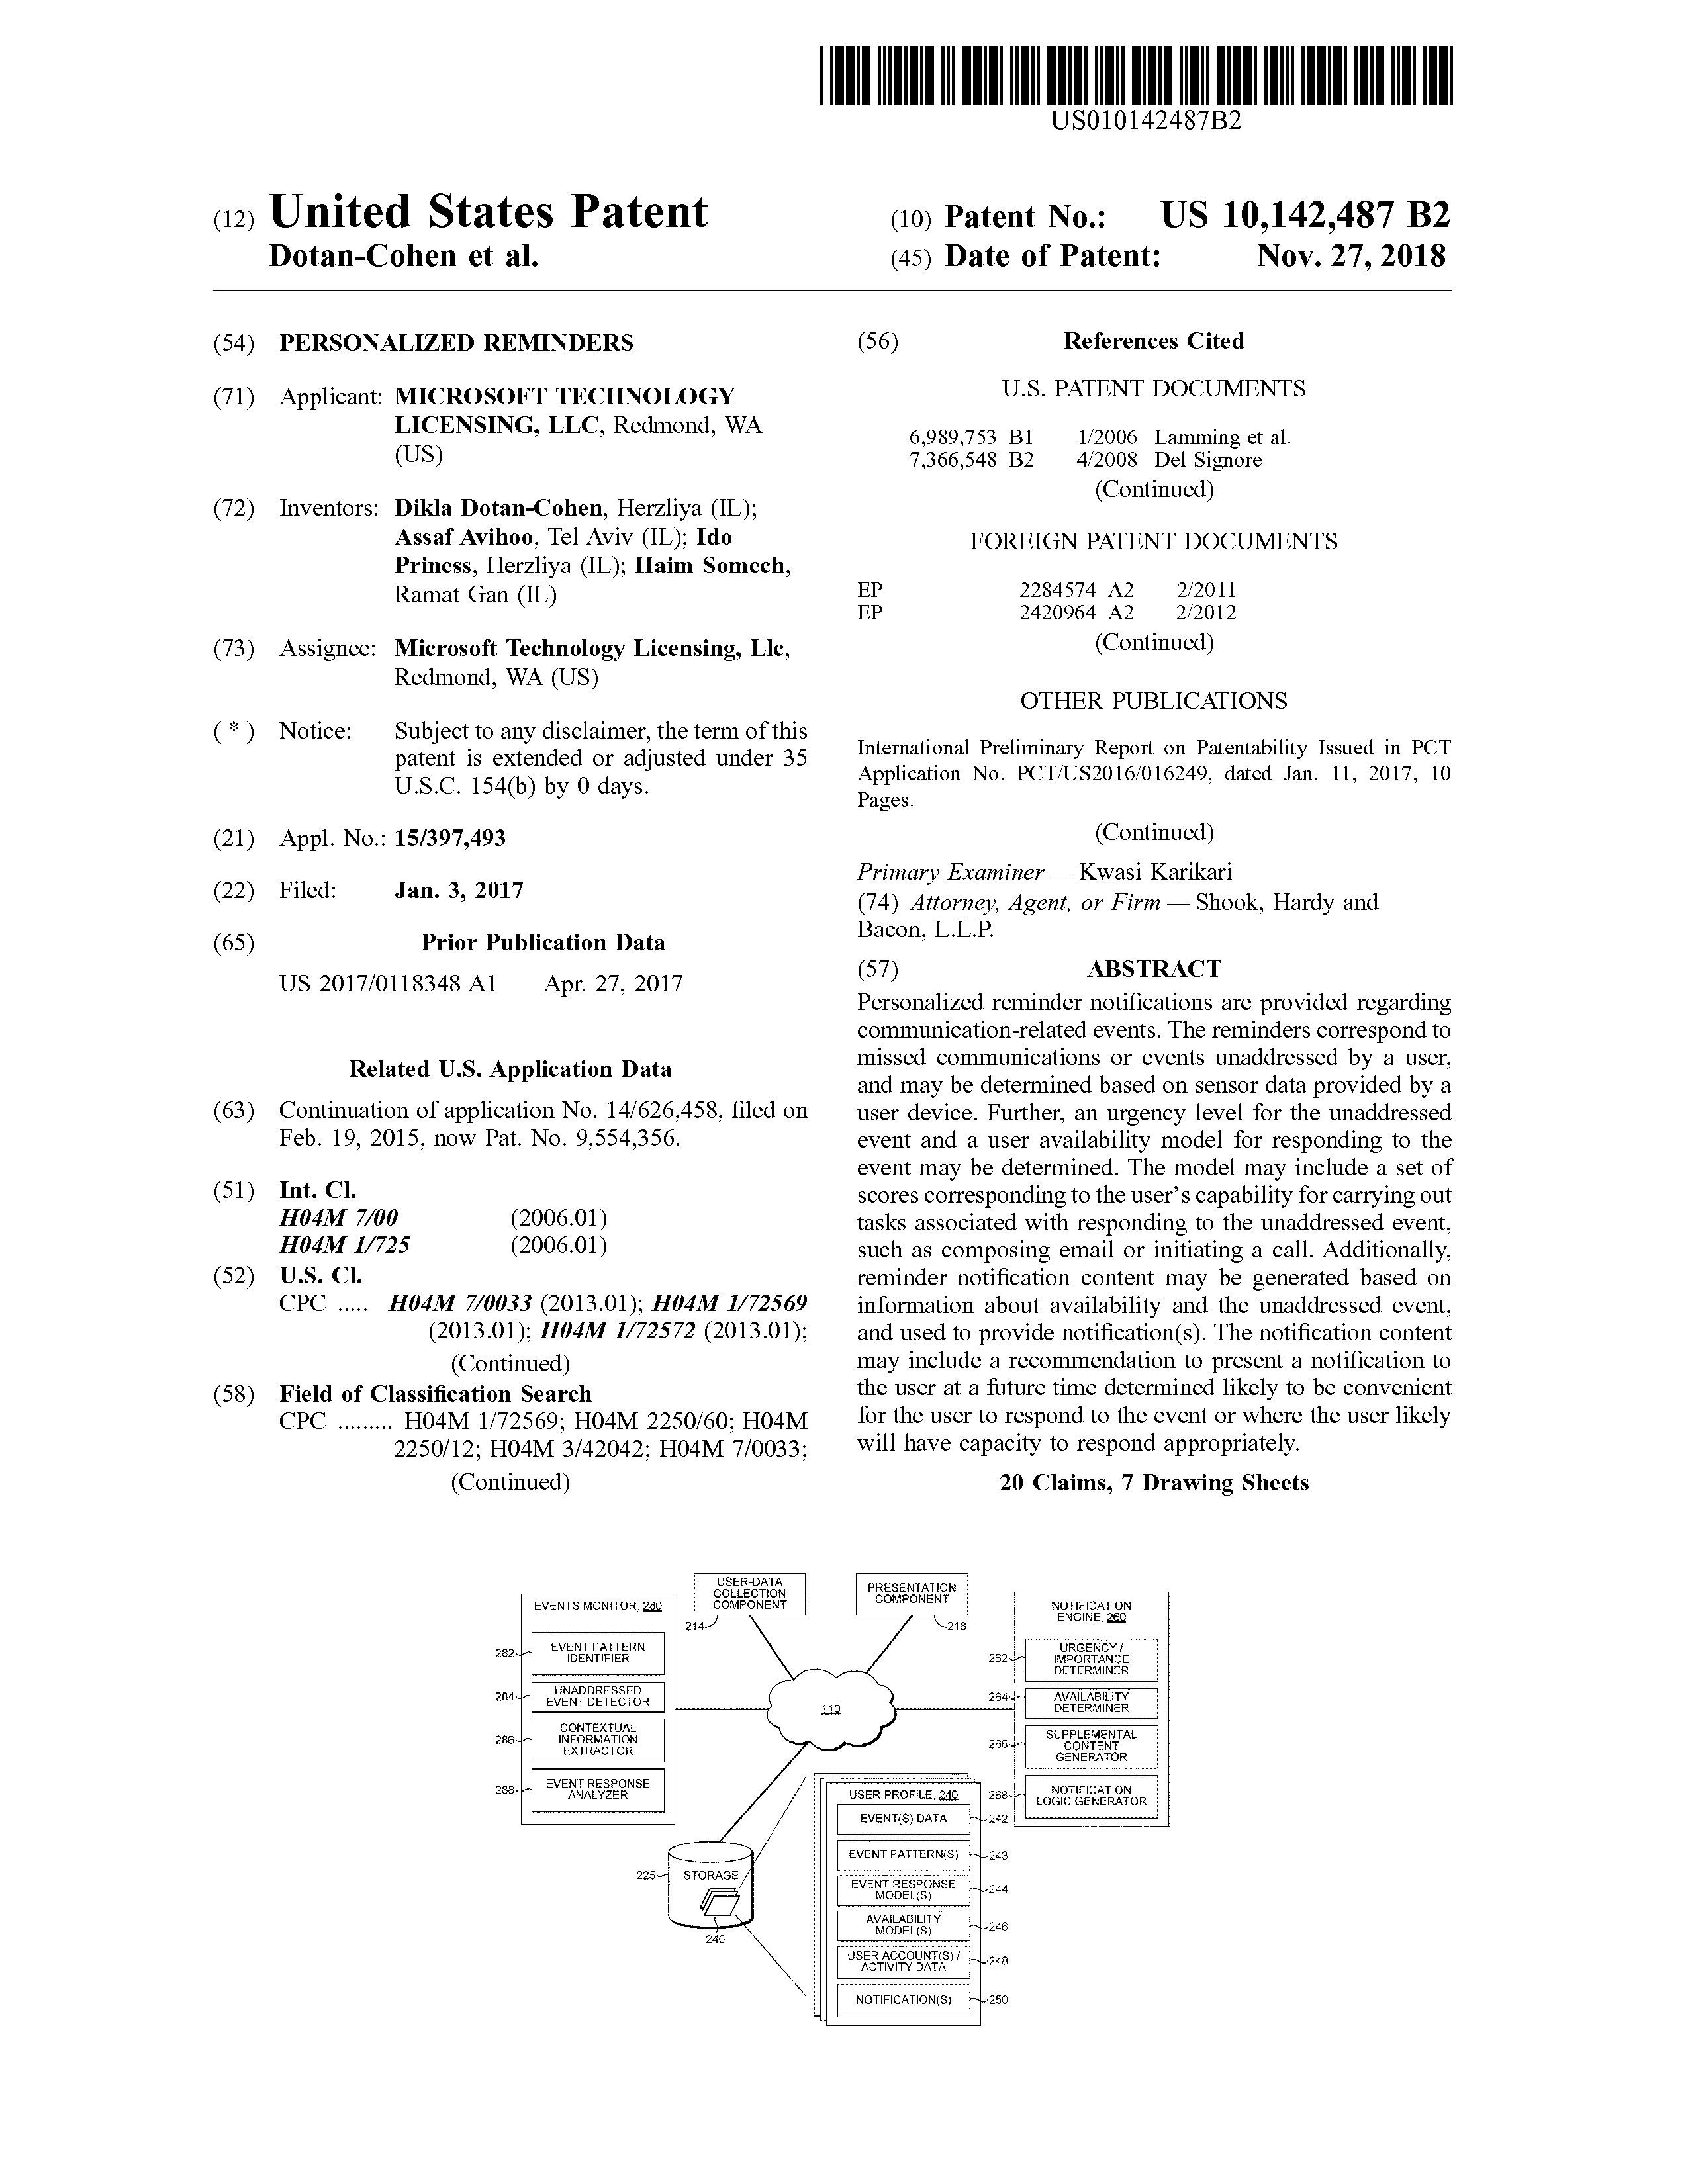 US010142487B2
(12) United States Patent
Dotan-Cohen et al.
(10) Patent No.: US 10,142,487 B2
(45) Date of Patent: Nov. 27, 2018
(54) PERSONALIZED REMINDERS
(71) Applicant: MICROSOFT TECHNOLOGY
LICENSING, LLC, Redmond, WA
(US)
(72) Inventors: Dikla Dotan-Cohen, Herzliya (IL);
Assaf Avihoo, Tel Aviv (IL); Ido
Priness, Herzliya (IL); Haim Somech,
Ramat Gan (IL)
(73) Assignee: Microsoft Technology Licensing, Llc,
Redmond, WA (US)
( * ) Notice: Subject to any disclaimer, the term of this
patent is extended or adjusted under 35
U.S.C. 154(b) by 0 days.
(21) Appl. No.: 15/397,493
(22) Filed: Jan. 3, 2017
(65) Prior Publication Data
US 2017/0118348 A1 Apr. 27, 2017
Related U.S. Application Data
(63) Continuation of application No. 14/626,458, filed on
Feb. 19, 2015, now Pat. No. 9,554,356.
(51) Int. Cl.
H04M 7/00 (2006.01)
H04M 1/725 (2006.01)
(52) U.S. Cl.
CPC ..... H04M 7/0033 (2013.01); H04M 1/72569
(2013.01); H04M 1/72572 (2013.01);
(Continued)
(58) Field of Classification Search
CPC ......... H04M 1/72569; H04M 2250/60; H04M
2250/12; H04M 3/42042; H04M 7/0033;
(Continued)
(56) References Cited
U.S. PATENT DOCUMENTS
6,989,753 B1 1/2006 Lamming et al.
7,366,548 B2 4/2008 Del Signore
(Continued)
FOREIGN PATENT DOCUMENTS
EP 2284574 A2 2/2011
EP 2420964 A2 2/2012
(Continued)
OTHER PUBLICATIONS
International Preliminary Report on Patentability Issued in PCT
Application No. PCT/US2016/016249, dated Jan. 11, 2017, 10
Pages.
(Continued)
Primary Examiner — Kwasi Karikari
(74) Attorney, Agent, or Firm — Shook, Hardy and
Bacon, L.L.P.
(57) ABSTRACT
Personalized reminder notifications are provided regarding
communication-related events. The reminders correspond to
missed communications or events unaddressed by a user,
and may be determined based on sensor data provided by a
user device. Further, an urgency level for the unaddressed
event and a user availability model for responding to the
event may be determined. The model may include a set of
scores corresponding to the user’s capability for carrying out
tasks associated with responding to the unaddressed event,
such as composing email or initiating a call. Additionally,
reminder notification content may be generated based on
information about availability and the unaddressed event,
and used to provide notification(s). The notification content
may include a recommendation to present a notification to
the user at a future time determined likely to be convenient
for the user to respond to the event or where the user likely
will have capacity to respond appropriately.
20 Claims, 7 Drawing Sheets
EVENTS MONITOR, 280
282
EVENT PATTERN
IDENTIFIER
284
UNADDRESSED
EVENT DETECTOR
286
CONTEXTUAL
INFORMATION
EXTRACTOR
288
EVENT RESPONSE
ANALYZER
USER-DATA
COLLECTION
COMPONENT
214
PRESENTATION
COMPONENT
218
110
NOTIFICATION
ENGINE, 260
262
URGENCY /
IMPORTANCE
DETERMINER
264
AVAILABILITY
DETERMINER
266
SUPPLEMENTAL
CONTENT
GENERATOR
268
NOTIFICATION
LOGIC GENERATOR
225
STORAGE
240
USER PROFILE, 240
EVENT(S) DATA
242
EVENT PATTERN(S)
243
EVENT RESPONSE
MODEL(S)
244
AVAILABILITY
MODEL(S)
246
USER ACCOUNT(S) /
ACTIVITY DATA
248
NOTIFICATION(S)
250